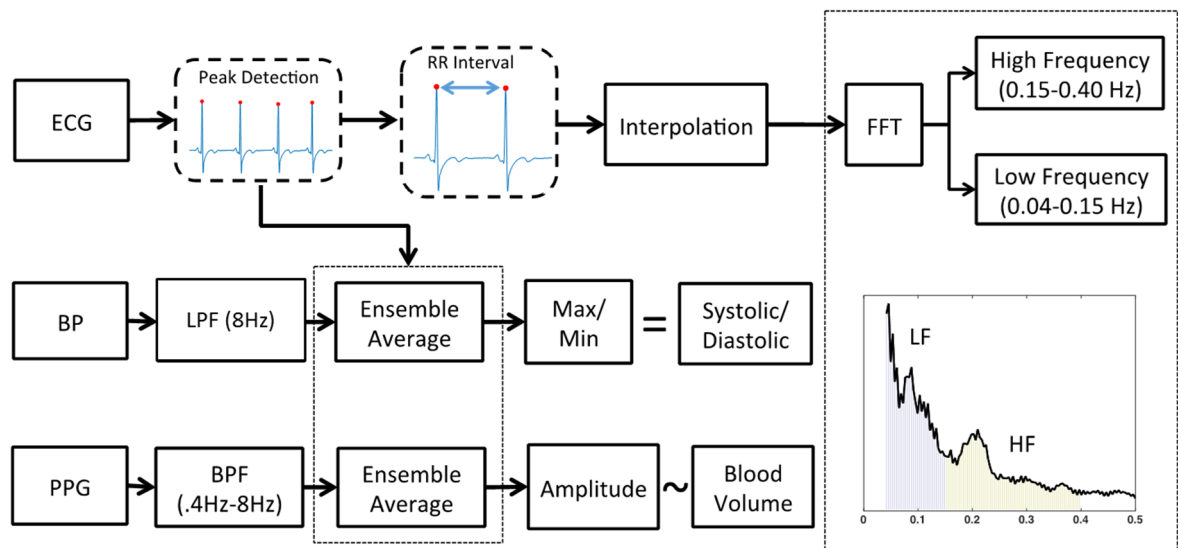 ECG
Peak Detection
RR Interval
Interpolation
FFT
High Frequency
(0.15-0.40 Hz)
Low Frequency
(0.04-0.15 Hz)
BP
LPF (8Hz)
Ensemble
Average
Max/
Min
=
Systolic/
Diastolic
PPG
BPF
(.4Hz-8Hz)
Ensemble
Average
Amplitude
~
Blood
Volume
LF
HF
0 0.1 0.2 0.3 0.4 0.5